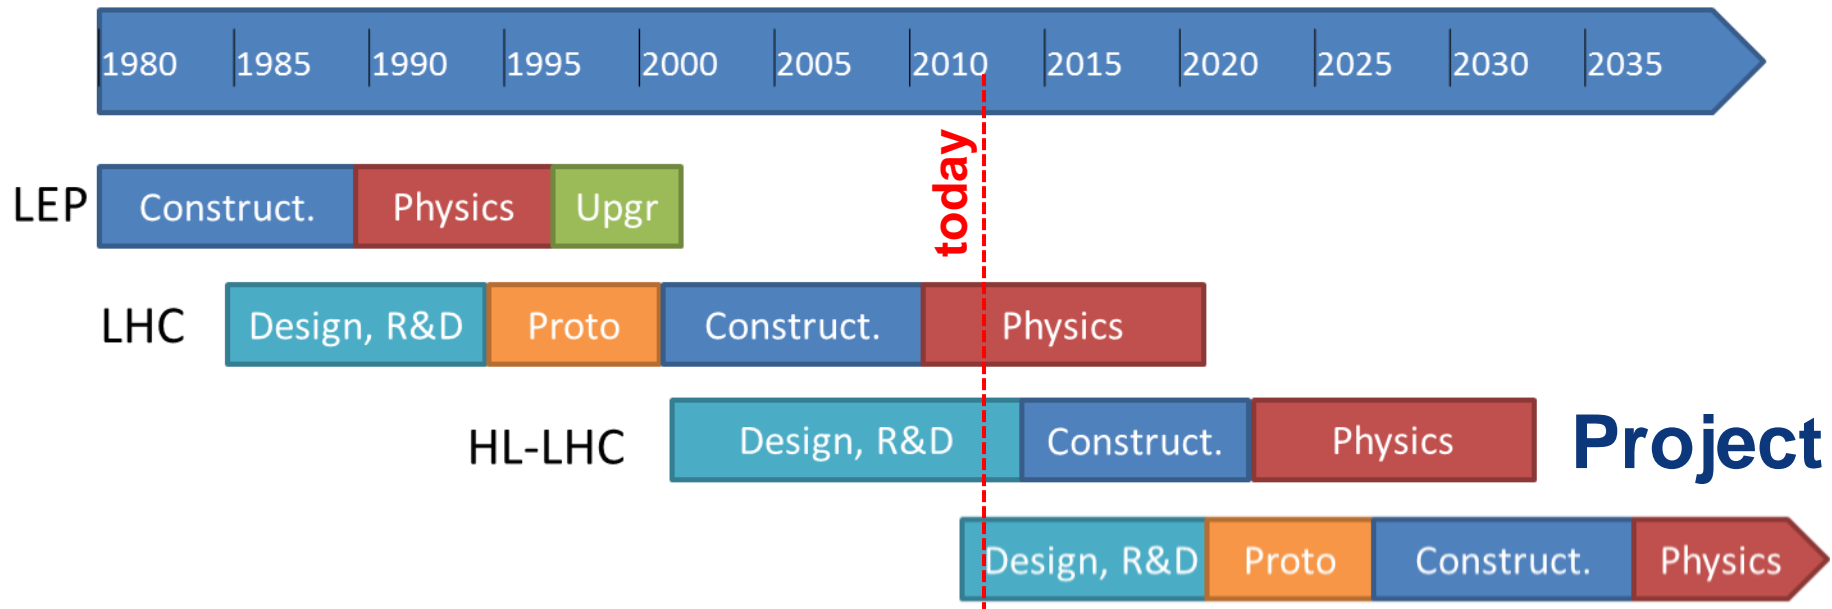 1980 1985 1990 1995 2000 2005 2010 2015 2020 2025 2030 2035
today
LEP Construct. Physics Upgr
LHC Design, R&D Proto Construct. Physics
HL-LHC Design, R&D Construct. Physics Project
Design, R&D Proto Construct. Physics